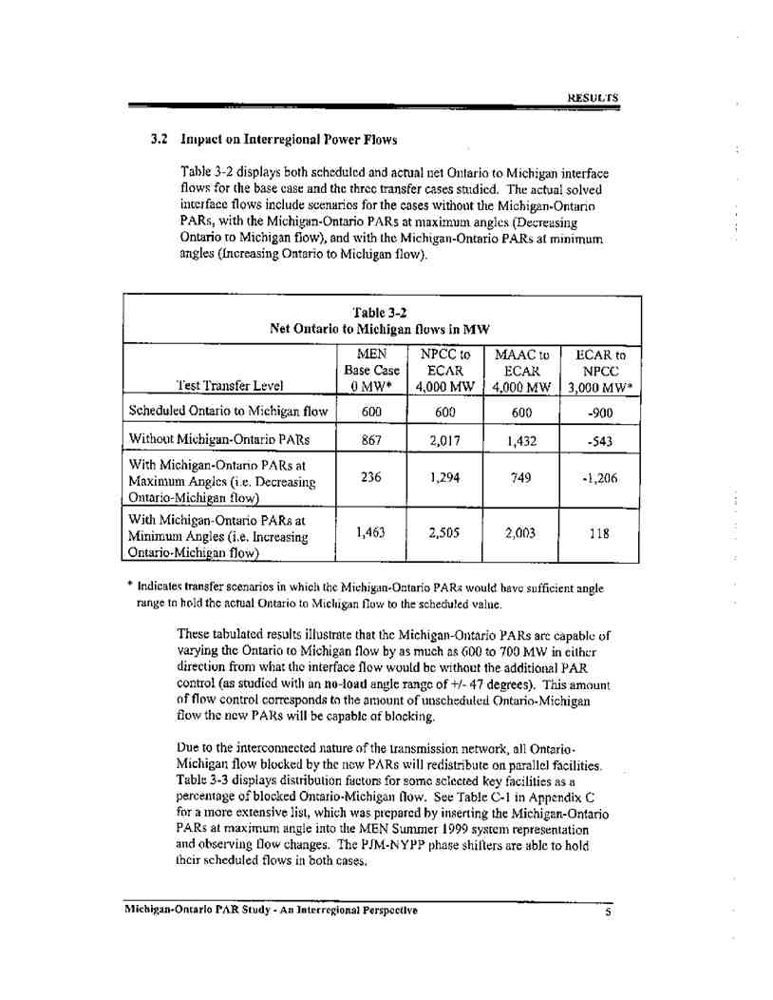 RESULTS
3.2 Impact on Interregional Power Flows
Table 3-2 displays both scheduled and actual net Ontario to Michigan interface
flows for the base case and the three transfer cases studied. The actual solved
interface flows include scenarios for the cases without the Michigan-Ontario
PARs, with the Michigan-Ontario PARs at maximum angles (Decreasing
Ontario to Michigan flow), and with the Michigan-Ontario PARs at minimum
angles (Increasing Ontario to Michigan flow).
Table 3-2
Net Ontario to Michigan flows in MW
Test Transfer Level
MEN
Base Case
0 MW*
NPCC to
ECAR
4,000 MW
MAAC to
ECAR
4,000 MW
ECAR to
NPCC
3,000 MW*
Scheduled Ontario to Michigan flow 600 600 600 -900
Without Michigan-Ontario PARs 867 2,017 1,432 -543
With Michigan-Ontario PARs at
Maximum Angles (i.e. Decreasing
Ontario-Michigan flow)
236 1,294 749 -1,206
With Michigan-Ontario PARs at
Minimum Angles (i.e. Increasing
Ontario-Michigan flow)
1,463 2,505 2,003 118
* Indicates transfer scenarios in which the Michigan-Ontario PARs would have sufficient angle
range to hold the actual Ontario to Michigan flow to the scheduled value.
These tabulated results illustrate that the Michigan-Ontario PARs are capable of
varying the Ontario to Michigan flow by as much as 600 to 700 MW in either
direction from what the interface flow would be without the additional PAR
control (as studied with an no-load angle range of +/- 47 degrees). This amount
of flow control corresponds to the amount of unscheduled Ontario-Michigan
flow the new PARs will be capable of blocking.
Due to the interconnected nature of the transmission network, all Ontario-
Michigan flow blocked by the new PARs will redistribute on parallel facilities.
Table 3-3 displays distribution factors for some selected key facilities as a
percentage of blocked Ontario-Michigan flow. See Table C-1 in Appendix C
for a more extensive list, which was prepared by inserting the Michigan-Ontario
PARs at maximum angle into the MEN Summer 1999 system representation
and observing flow changes. The PJM-NYPP phase shifters are able to hold
their scheduled flows in both cases.
Michigan-Ontario PAR Study - An Interregional Perspective 5